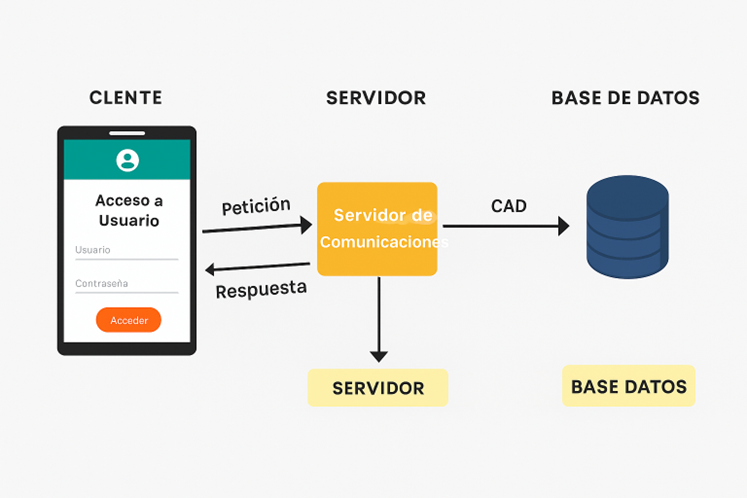 CLENTE
SERVIDOR
BASE DE DATOS
Acceso a
Usuario
Usuario
Contraseña
Acceder
Petición
Respuesta
Servidor de
Comunicaciones
CAD
SERVIDOR
BASE DATOS